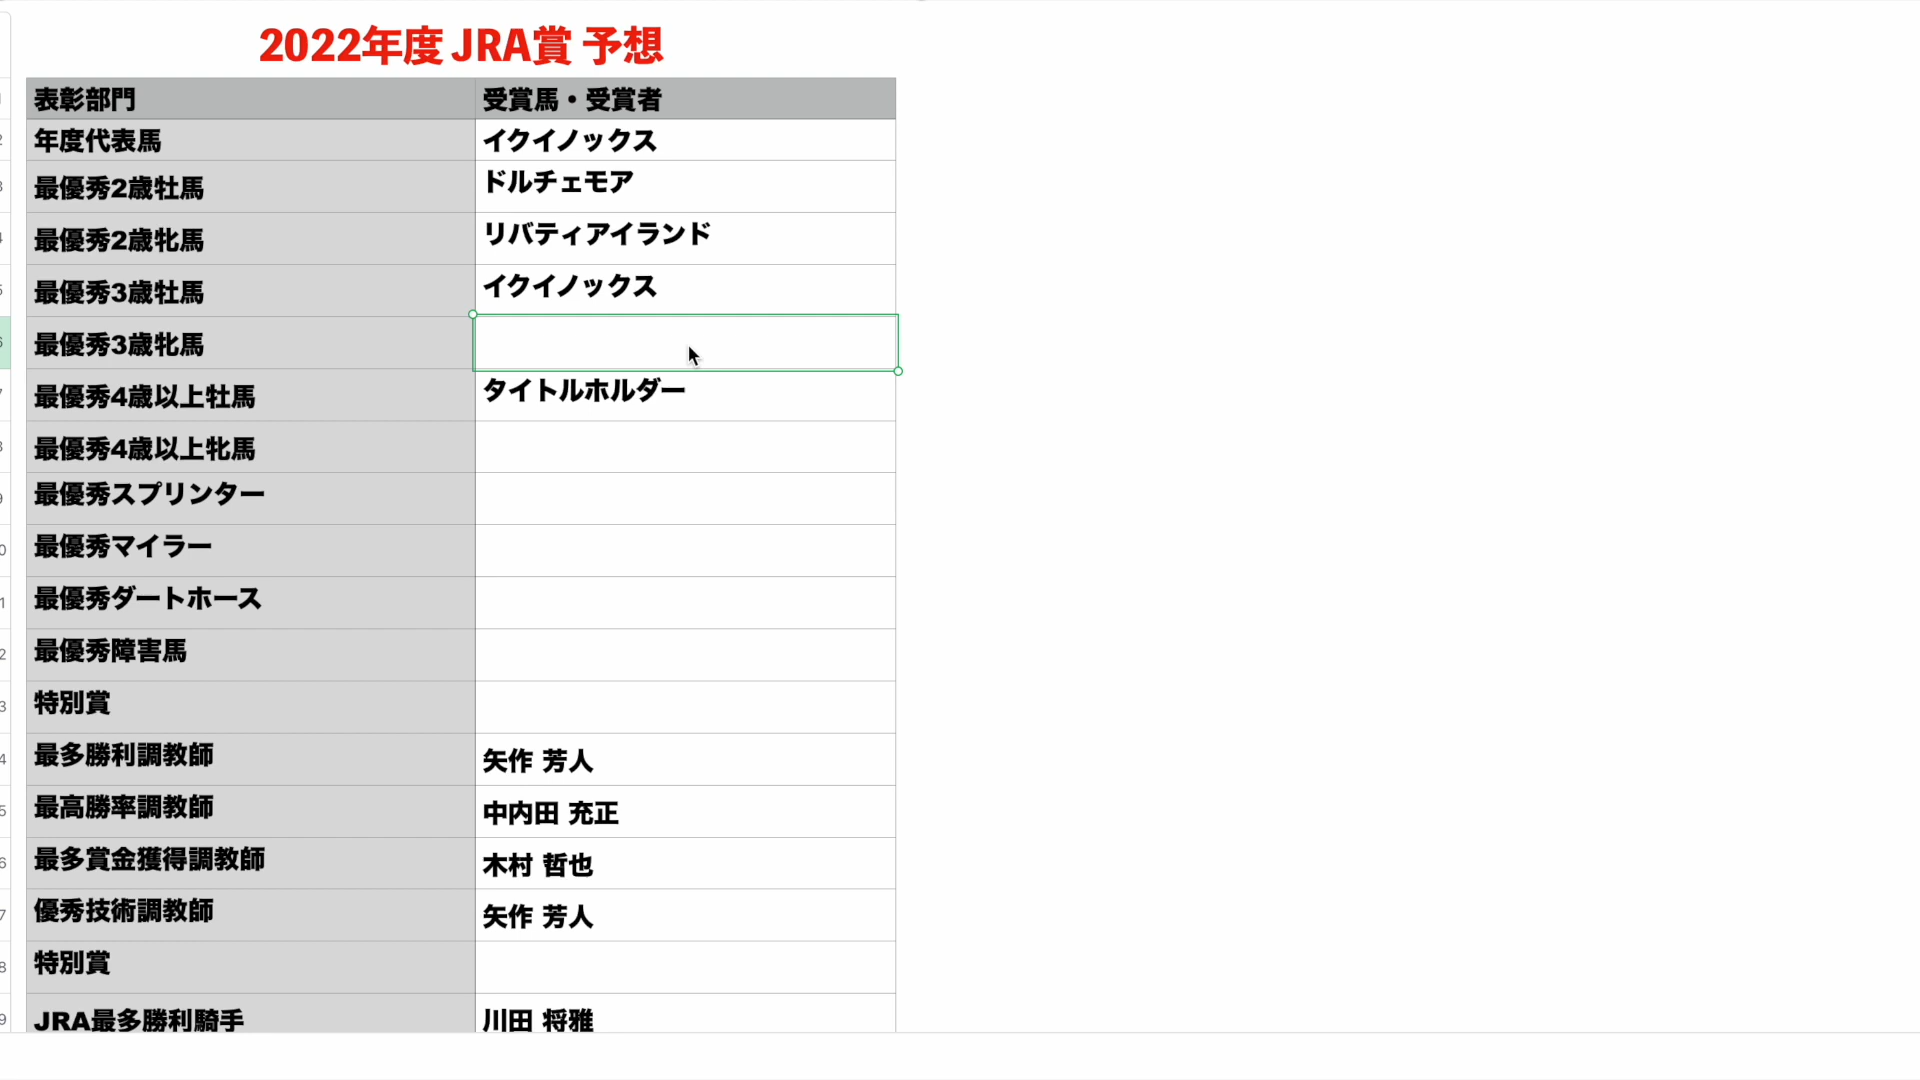 2022年度 JRA賞 予想
表彰部門 受賞馬・受賞者
年度代表馬 イクイノックス
最優秀2歳牡馬 ドルチェモア
最優秀2歳牝馬 リバティアイランド
最優秀3歳牡馬 イクイノックス
最優秀3歳牝馬
最優秀4歳以上牡馬 タイトルホルダー
最優秀4歳以上牝馬
最優秀スプリンター
最優秀マイラー
最優秀ダートホース
最優秀障害馬
特別賞
最多勝利調教師 矢作 芳人
最高勝率調教師 中内田 充正
最多賞金獲得調教師 木村 哲也
優秀技術調教師 矢作 芳人
特別賞
JRA最多勝利騎手 川田 将雅